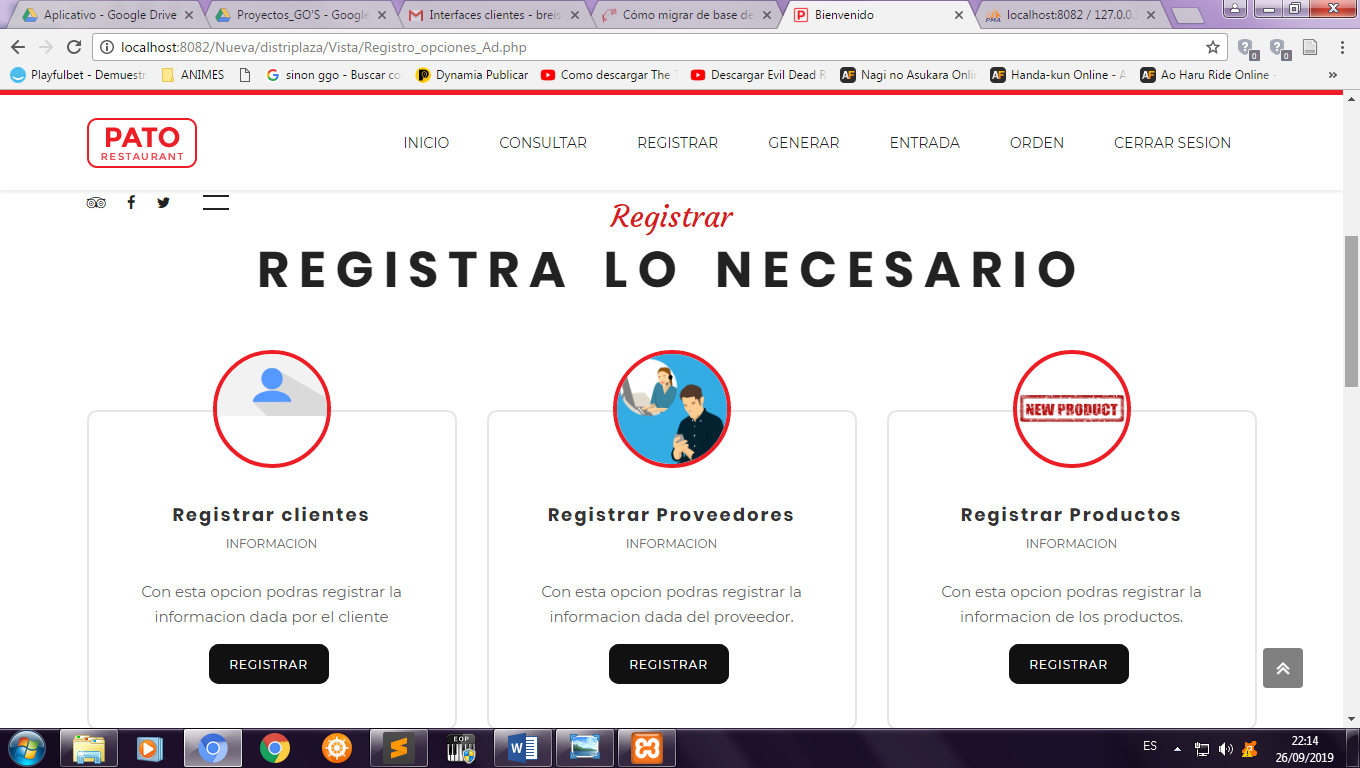 Aplicativo - Google Drive
Proyectos_GO'S - Google
Interfaces clientes - breis
Cómo migrar de base de
Bienvenido
localhost:8082 / 127.0.0.
localhost:8082/Nueva/distriplaza/Vista/Registro_opciones_Ad.php
0
0
Playfulbet - Demuestr
ANIMES
sinon ggo - Buscar co
Dynamia Publicar
Como descargar The
Descargar Evil Dead R
Nagi no Asukara Onli
Handa-kun Online - A
Ao Haru Ride Online -
PATO
RESTAURANT
INICIO
CONSULTAR
REGISTRAR
GENERAR
ENTRADA
ORDEN
CERRAR SESION
Registrar
REGISTRA LO NECESARIO
NEW PRODUCT
Registrar clientes
INFORMACION
Con esta opcion podras registrar la
informacion dada por el cliente
REGISTRAR
Registrar Proveedores
INFORMACION
Con esta opcion podras registrar la
informacion dada del proveedor.
REGISTRAR
Registrar Productos
INFORMACION
Con esta opcion podras registrar la
informacion de los productos.
REGISTRAR
EOP
ES
22:14
26/09/2019